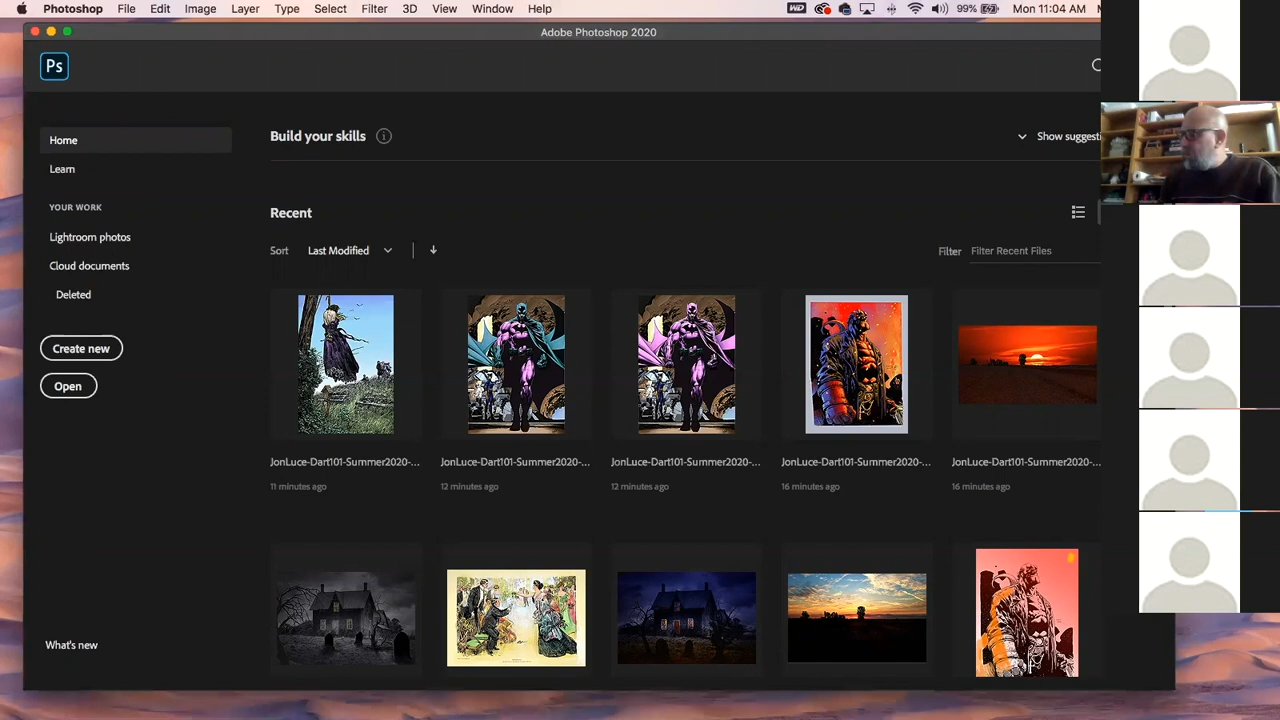 Photoshop File Edit Image Layer Type Select Filter 3D View Window Help 99% Mon 11:04 AM
Adobe Photoshop 2020
Ps
Home
Learn
YOUR WORK
Lightroom photos
Cloud documents
Deleted
Create new
Open
What's new
Build your skills
Show suggesti
Recent
Sort Last Modified
Filter Filter Recent Files
JonLuce-Dart101-Summer2020-... JonLuce-Dart101-Summer2020-... JonLuce-Dart101-Summer2020-... JonLuce-Dart101-Summer2020-... JonLuce-Dart101-Summer2020-...
11 minutes ago 12 minutes ago 12 minutes ago 16 minutes ago 16 minutes ago